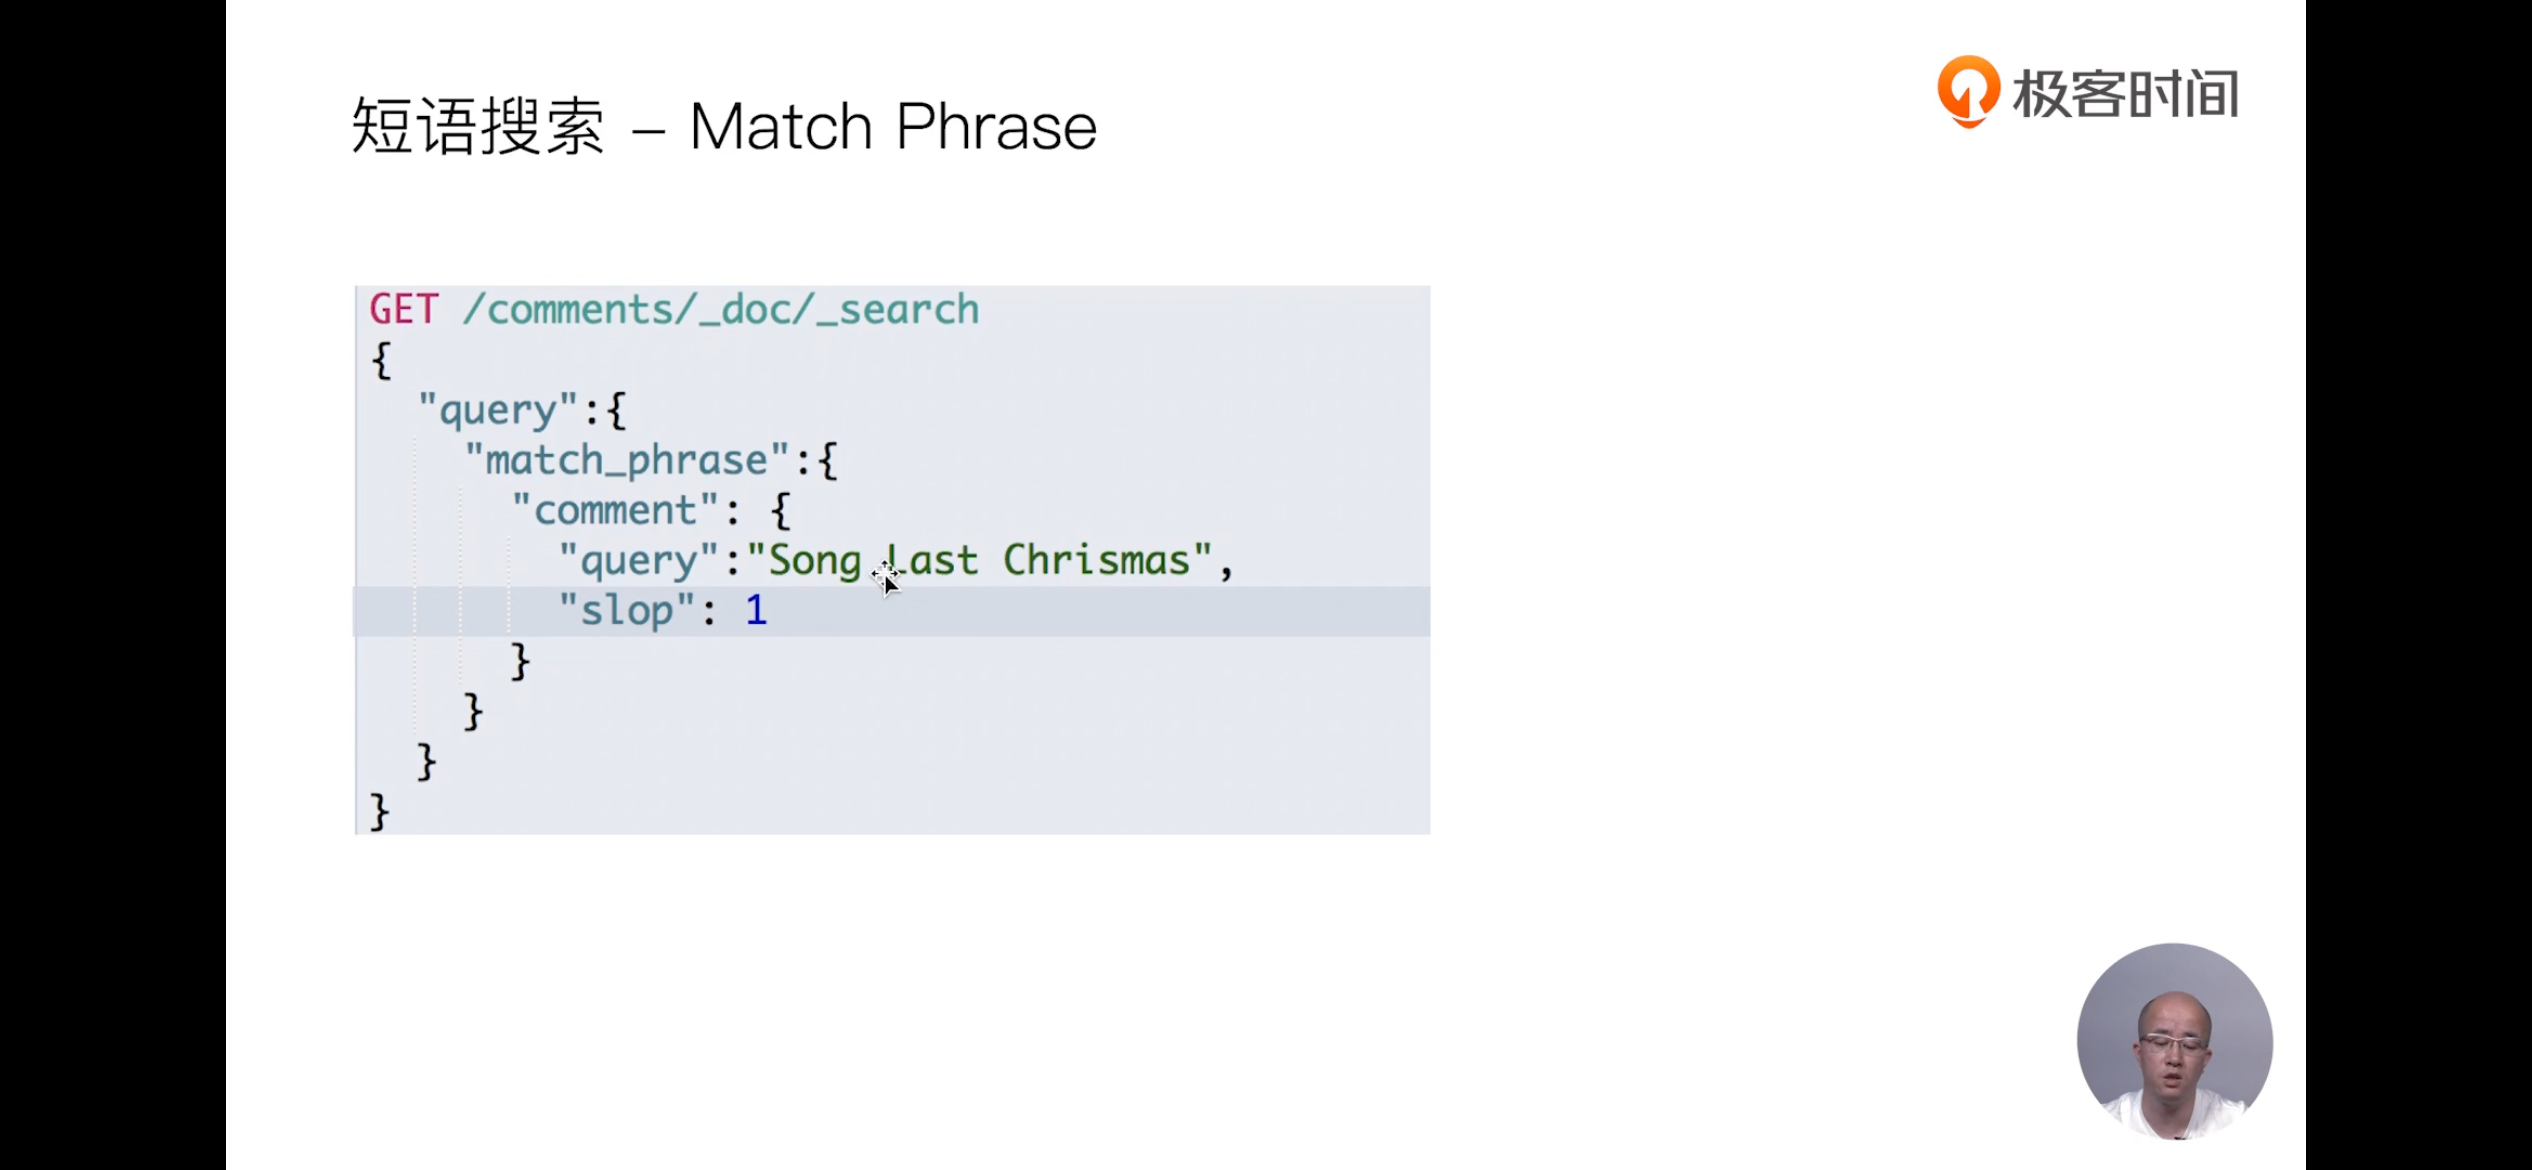 极客时间
短语搜索 – Match Phrase
GET /comments/_doc/_search
{
"query":{
"match_phrase":{
"comment": {
"query":"Song Last Chrismas",
"slop": 1
}
}
}
}